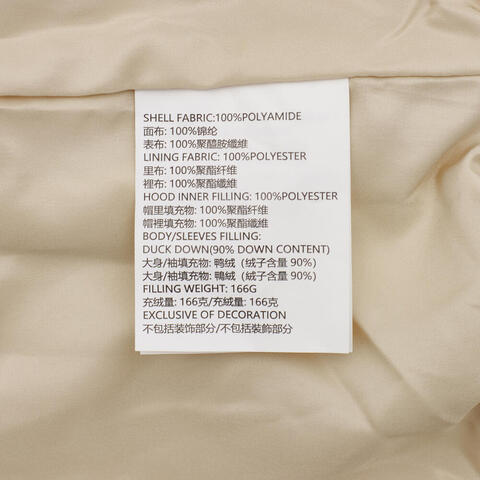 SHELL FABRIC:100%POLYAMIDE
面布: 100%锦纶
表布: 100%聚醯胺纖維
LINING FABRIC: 100%POLYESTER
里布: 100%聚酯纤维
裡布: 100%聚酯纖維
HOOD INNER FILLING: 100%POLYESTER
帽里填充物: 100%聚酯纤维
帽裡填充物: 100%聚酯纖維
BODY/SLEEVES FILLING:
DUCK DOWN(90% DOWN CONTENT)
大身/袖填充物: 鸭绒（绒子含量 90%）
大身/袖填充物: 鴨絨（絨子含量 90%）
FILLING WEIGHT: 166G
充绒量: 166克/充絨量: 166克
EXCLUSIVE OF DECORATION
不包括装饰部分/不包括裝飾部分